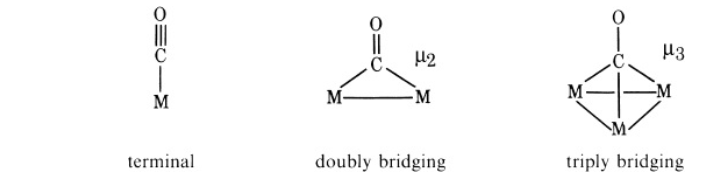 O
C
M
O
C
μ2
M M
O
C
μ3
M M
M
terminal
doubly bridging
triply bridging